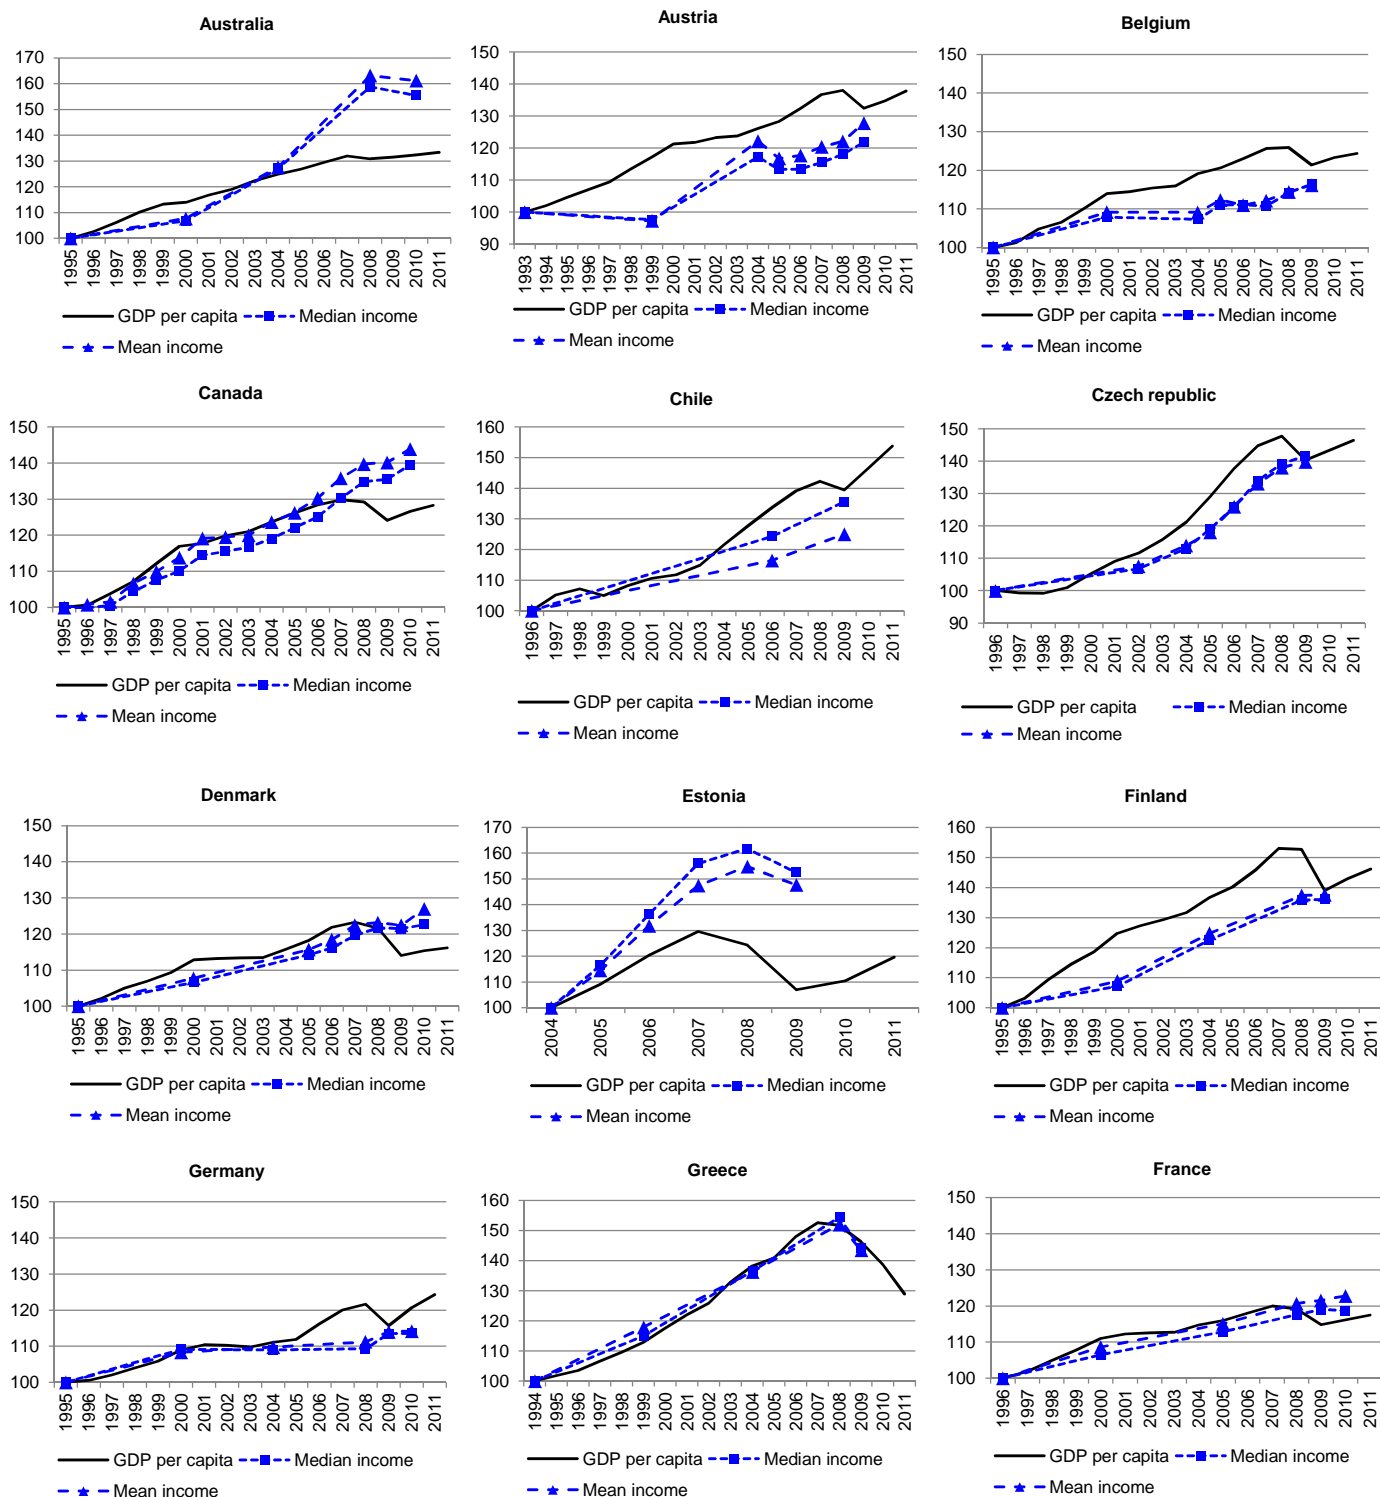 Australia
170
160
150
140
130
120
110
100
1995 1996 1997 1998 1999 2000 2001 2002 2003 2004 2005 2006 2007 2008 2009 2010 2011
GDP per capita Median income
Mean income
Austria
150
140
130
120
110
100
90
1993 1994 1995 1996 1997 1998 1999 2000 2001 2002 2003 2004 2005 2006 2007 2008 2009 2010 2011
GDP per capita Median income
Mean income
Belgium
150
140
130
120
110
100
1995 1996 1997 1998 1999 2000 2001 2002 2003 2004 2005 2006 2007 2008 2009 2010 2011
GDP per capita Median income
Mean income
Canada
150
140
130
120
110
100
1995 1996 1997 1998 1999 2000 2001 2002 2003 2004 2005 2006 2007 2008 2009 2010 2011
GDP per capita Median income
Mean income
Chile
160
150
140
130
120
110
100
1996 1997 1998 1999 2000 2001 2002 2003 2004 2005 2006 2007 2008 2009 2010 2011
GDP per capita Median income
Mean income
Czech republic
150
140
130
120
110
100
90
1996 1997 1998 1999 2000 2001 2002 2003 2004 2005 2006 2007 2008 2009 2010 2011
GDP per capita Median income
Mean income
Denmark
150
140
130
120
110
100
1995 1996 1997 1998 1999 2000 2001 2002 2003 2004 2005 2006 2007 2008 2009 2010 2011
GDP per capita Median income
Mean income
Estonia
170
160
150
140
130
120
110
100
2004 2005 2006 2007 2008 2009 2010 2011
GDP per capita Median income
Mean income
Finland
160
150
140
130
120
110
100
1995 1996 1997 1998 1999 2000 2001 2002 2003 2004 2005 2006 2007 2008 2009 2010 2011
GDP per capita Median income
Mean income
Germany
150
140
130
120
110
100
1995 1996 1997 1998 1999 2000 2001 2002 2003 2004 2005 2006 2007 2008 2009 2010 2011
GDP per capita Median income
Mean income
Greece
160
150
140
130
120
110
100
1994 1995 1996 1997 1998 1999 2000 2001 2002 2003 2004 2005 2006 2007 2008 2009 2010 2011
GDP per capita Median income
Mean income
France
150
140
130
120
110
100
1996 1997 1998 1999 2000 2001 2002 2003 2004 2005 2006 2007 2008 2009 2010 2011
GDP per capita Median income
Mean income